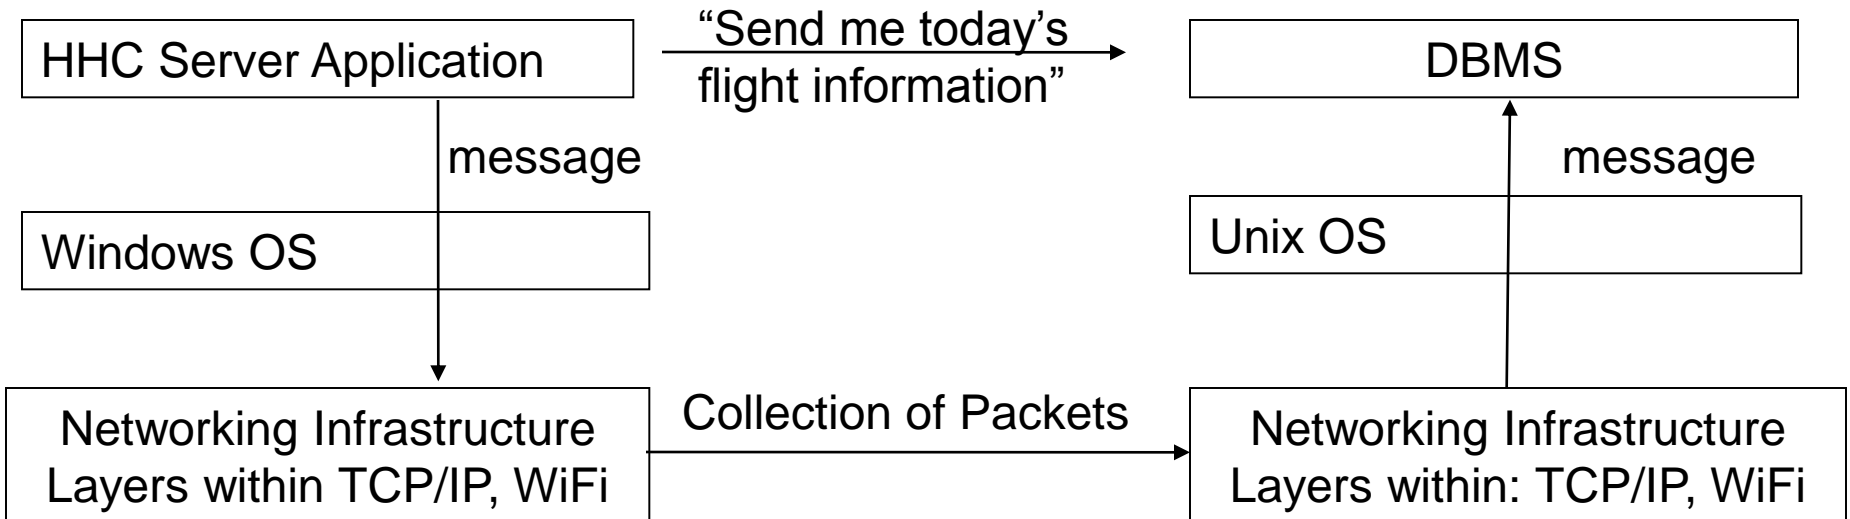 HHC Server Application
“Send me today’s
flight information”
DBMS
message
message
Windows OS
Unix OS
Networking Infrastructure
Layers within TCP/IP, WiFi
Collection of Packets
Networking Infrastructure
Layers within: TCP/IP, WiFi